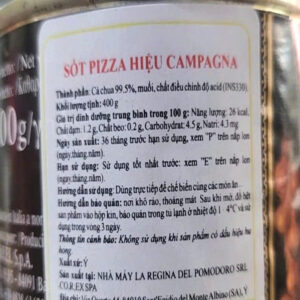 SỐT PIZZA HIỆU CAMPAGNA
Thành phần: Cà chua 99.5%, muối, chất điều chỉnh độ acid (INS330)
Khối lượng tịnh: 400 g
Giá trị dinh dưỡng trung bình trong 100 g: Năng lượng: 26 kcal,
Chất đạm: 1.2 g, Chất béo: 0.2 g, Carbohydrat: 4.5 g, Natri: 4.3 mg
Ngày sản xuất: 36 tháng trước hạn sử dụng, xem "P" trên nắp lon
(ngày.tháng.năm).
Hạn sử dụng: Sử dụng tốt nhất trước: xem "E" trên nắp lon
(ngày.tháng.năm).
Hướng dẫn sử dụng: Dùng trực tiếp để chế biến cùng các món ăn
Hướng dẫn bảo quản: nơi khô ráo, thoáng mát Sau khi mở, đổ hết
sản phẩm vào hộp kín, bảo quản trong tủ lạnh ở nhiệt độ 1 - 4°C và sử
dụng trong vòng 3 ngày.
Thông tin cảnh báo: Không sử dụng khi sản phẩm có dấu hiệu hư
hỏng.
Xuất xứ: Ý
Sản xuất tại: NHÀ MÁY LA REGINA DEL POMODORO SRL
00g/